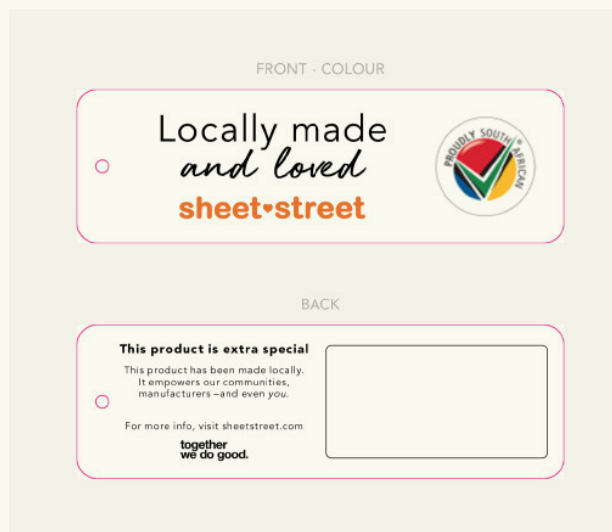 FRONT - COLOUR
Locally made
and loved
sheet♥street
PROUDLY SOUTH AFRICAN
®
BACK
This product is extra special
This product has been made locally.
It empowers our communities,
manufacturers –and even you.
For more info, visit sheetstreet.com
together
we do good.